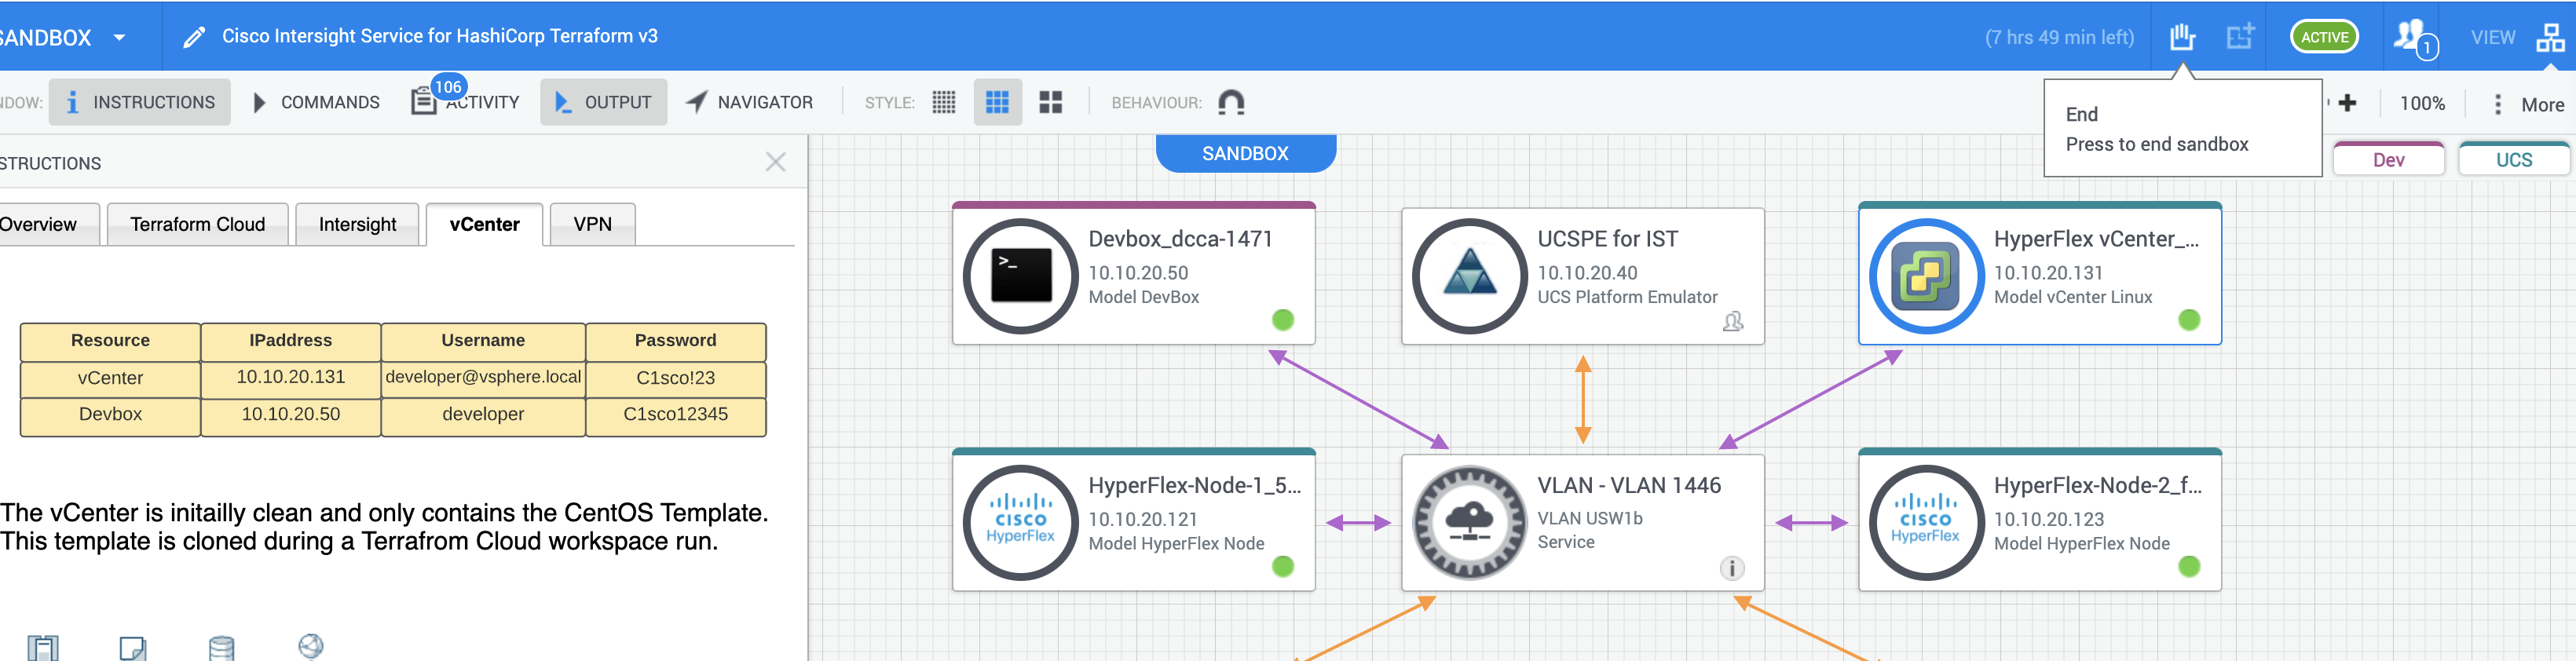 SANDBOX
Cisco Intersight Service for HashiCorp Terraform v3
(7 hrs 49 min left)
ACTIVE
1
VIEW
INSTRUCTIONS
COMMANDS
106
ACTIVITY
OUTPUT
NAVIGATOR
STYLE:
BEHAVIOUR:
100%
More
End
Press to end sandbox
STRUCTIONS
SANDBOX
Dev
UCS
Overview
Terraform Cloud
Intersight
vCenter
VPN
Resource IPaddress Username Password
vCenter 10.10.20.131 developer@vsphere.local C1sco!23
Devbox 10.10.20.50 developer C1sco12345
The vCenter is initailly clean and only contains the CentOS Template.
This template is cloned during a Terrafrom Cloud workspace run.
>_
Devbox_dcca-1471
10.10.20.50
Model DevBox
UCSPE for IST
10.10.20.40
UCS Platform Emulator
HyperFlex vCenter_...
10.10.20.131
Model vCenter Linux
CISCO
HyperFlex
HyperFlex-Node-1_5...
10.10.20.121
Model HyperFlex Node
VLAN - VLAN 1446
VLAN USW1b
Service
i
CISCO
HyperFlex
HyperFlex-Node-2_f...
10.10.20.123
Model HyperFlex Node